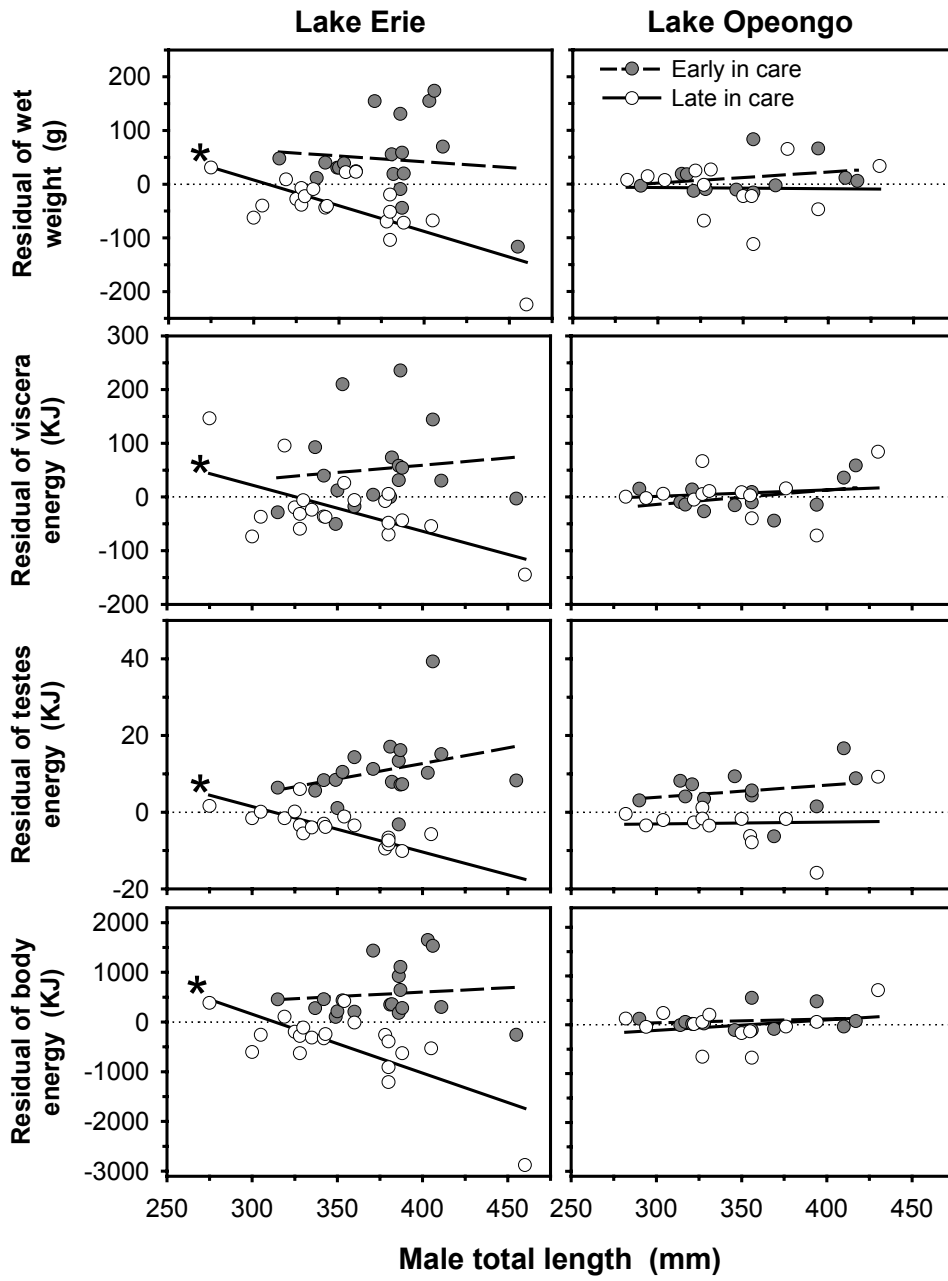 Lake Erie
Lake Opeongo
Residual of wet
weight (g)
200
100
0
-100
-200
*
Early in care
Late in care
Residual of viscera
energy (KJ)
300
200
100
0
-100
-200
*
Residual of testes
energy (KJ)
40
20
0
-20
*
Residual of body
energy (KJ)
2000
1000
0
-1000
-2000
-3000
*
250 300 350 400 450 250 300 350 400 450
Male total length (mm)